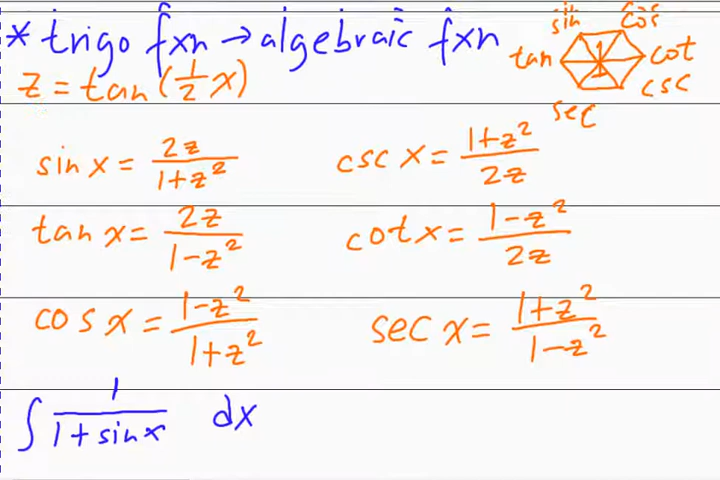 * trigo fxn → algebraic fxn
sin cos
tan 1 cot
sec csc
z = tan(½x)
sin x = 2z/(1+z²) csc x = (1+z²)/2z
tan x = 2z/(1-z²) cot x = (1-z²)/2z
cos x = (1-z²)/(1+z²) sec x = (1+z²)/(1-z²)
∫ 1/(1+sin x) dx